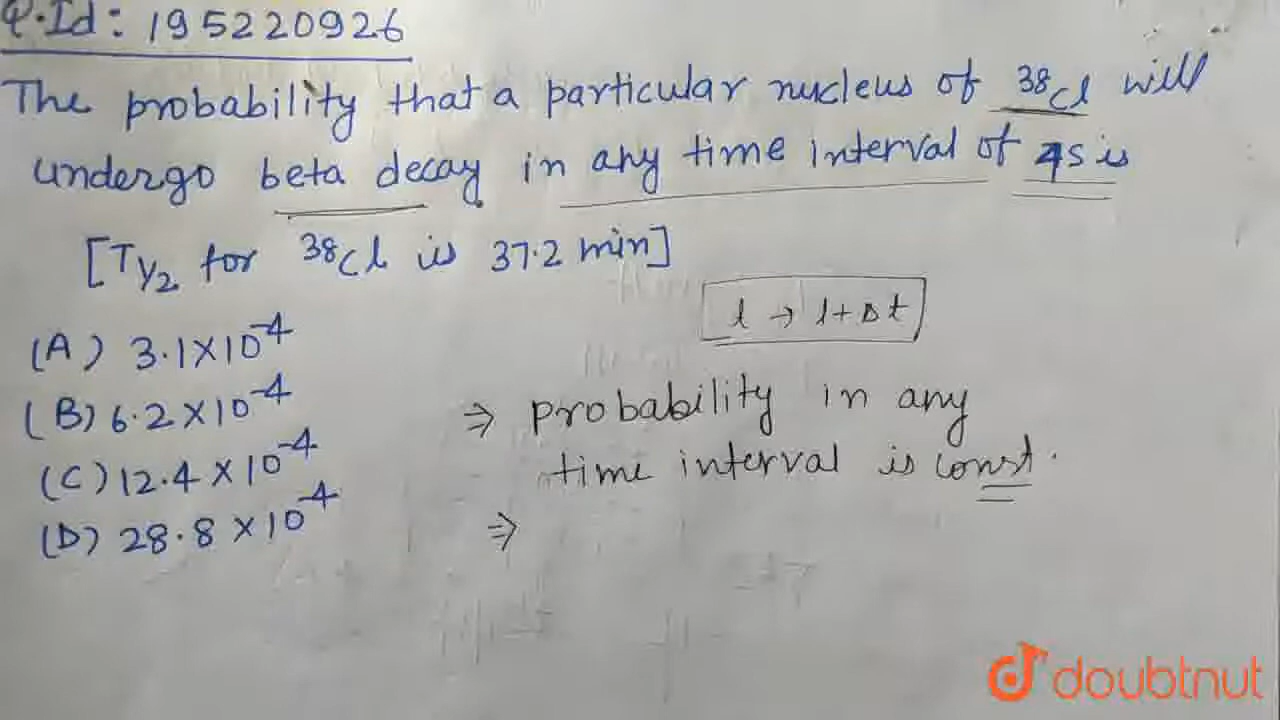 Q.Id: 195220926
The probability that a particular nucleus of ³⁸Cl will
undergo beta decay in any time interval of 4s is
[T1/2 for ³⁸Cl is 37.2 min]
t → t+Δt
(A) 3.1×10⁻⁴
(B) 6.2×10⁻⁴
(C) 12.4×10⁻⁴
(D) 28.8×10⁻⁴
⇒ probability in any
time interval is const.
⇒
doubtnut